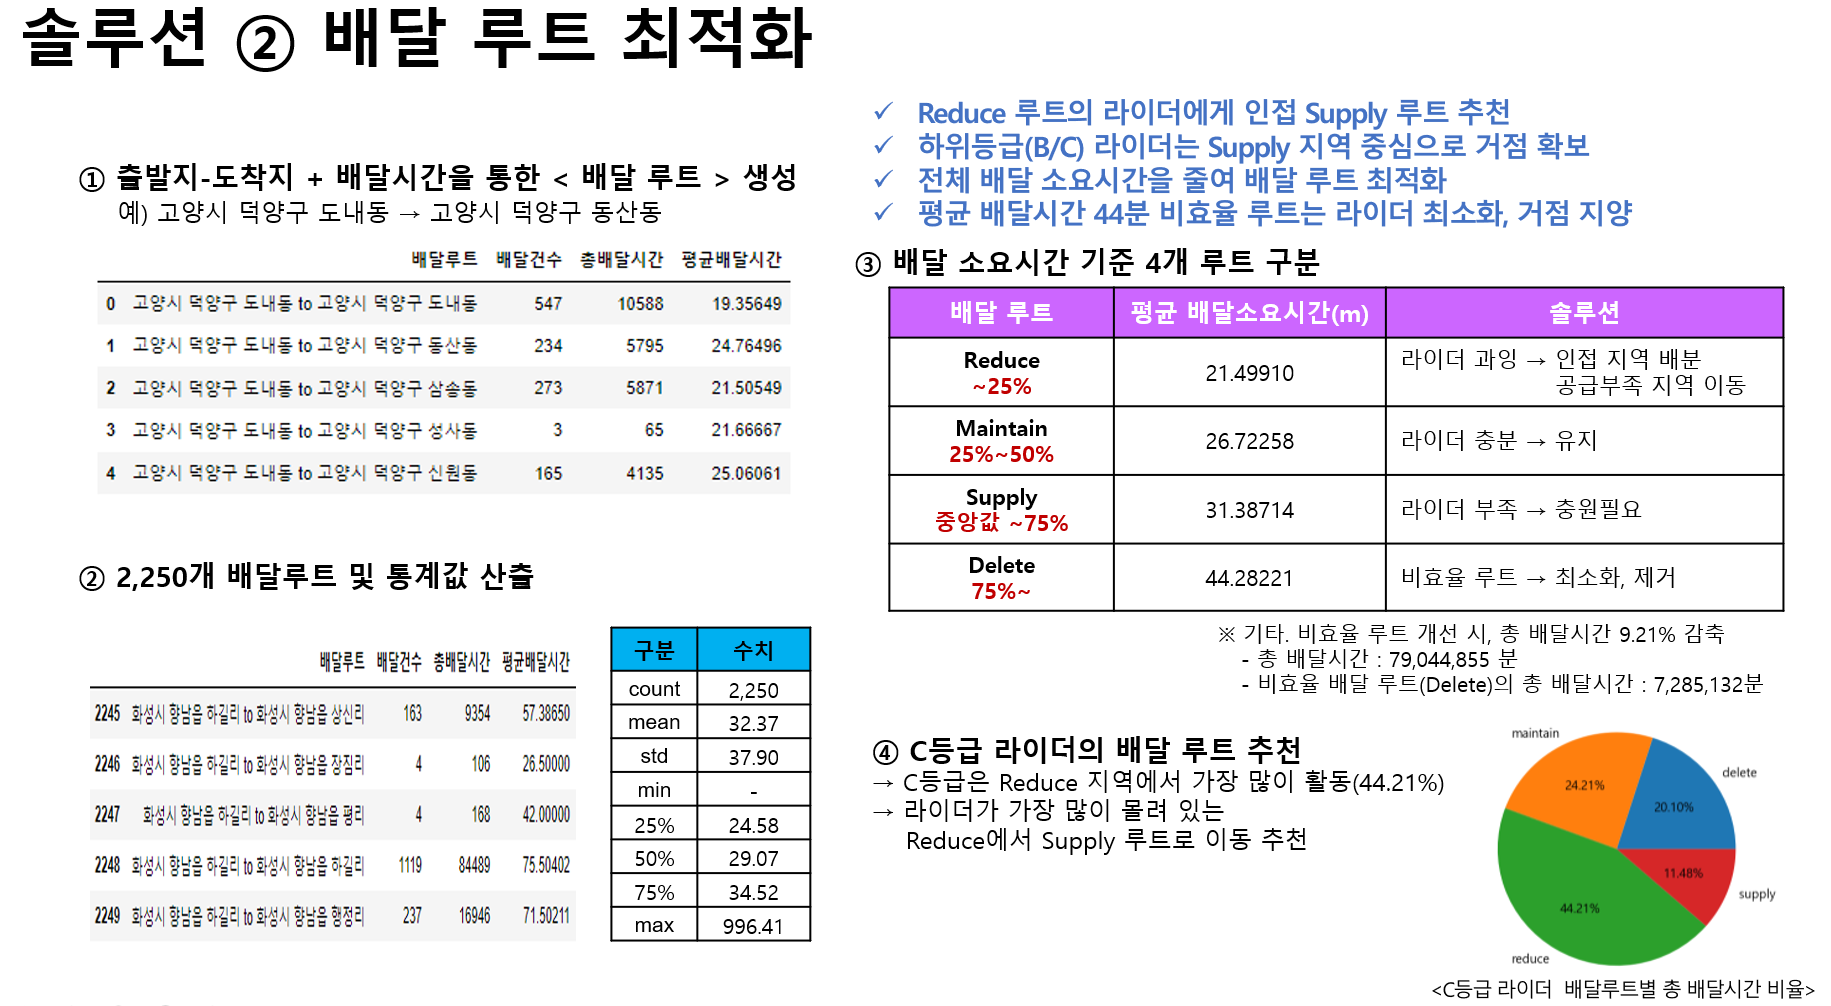 솔루션 ② 배달 루트 최적화
① 출발지-도착지 + 배달시간을 통한 < 배달 루트 > 생성
예) 고양시 덕양구 도내동 → 고양시 덕양구 동산동
배달루트 배달건수 총배달시간 평균배달시간
0 고양시 덕양구 도내동 to 고양시 덕양구 도내동 547 10588 19.35649
1 고양시 덕양구 도내동 to 고양시 덕양구 동산동 234 5795 24.76496
2 고양시 덕양구 도내동 to 고양시 덕양구 삼송동 273 5871 21.50549
3 고양시 덕양구 도내동 to 고양시 덕양구 성사동 3 65 21.66667
4 고양시 덕양구 도내동 to 고양시 덕양구 신원동 165 4135 25.06061
② 2,250개 배달루트 및 통계값 산출
배달루트 배달건수 총배달시간 평균배달시간
2245 화성시 향남읍 하길리 to 화성시 향남읍 상신리 163 9354 57.38650
2246 화성시 향남읍 하길리 to 화성시 향남읍 장짐리 4 106 26.50000
2247 화성시 향남읍 하길리 to 화성시 향남읍 평리 4 168 42.00000
2248 화성시 향남읍 하길리 to 화성시 향남읍 하길리 1119 84489 75.50402
2249 화성시 향남읍 하길리 to 화성시 향남읍 행정리 237 16946 71.50211
구분 수치
count 2,250
mean 32.37
std 37.90
min -
25% 24.58
50% 29.07
75% 34.52
max 996.41
✓ Reduce 루트의 라이더에게 인접 Supply 루트 추천
✓ 하위등급(B/C) 라이더는 Supply 지역 중심으로 거점 확보
✓ 전체 배달 소요시간을 줄여 배달 루트 최적화
✓ 평균 배달시간 44분 비효율 루트는 라이더 최소화, 거점 지양
③ 배달 소요시간 기준 4개 루트 구분
배달 루트 평균 배달소요시간(m) 솔루션
Reduce
~25% 21.49910 라이더 과잉 → 인접 지역 배분
공급부족 지역 이동
Maintain
25%~50% 26.72258 라이더 충분 → 유지
Supply
중앙값 ~75% 31.38714 라이더 부족 → 충원필요
Delete
75%~ 44.28221 비효율 루트 → 최소화, 제거
※ 기타. 비효율 루트 개선 시, 총 배달시간 9.21% 감축
- 총 배달시간 : 79,044,855 분
- 비효율 배달 루트(Delete)의 총 배달시간 : 7,285,132분
④ C등급 라이더의 배달 루트 추천
→ C등급은 Reduce 지역에서 가장 많이 활동(44.21%)
→ 라이더가 가장 많이 몰려 있는
Reduce에서 Supply 루트로 이동 추천
maintain
delete
24.21%
20.10%
11.48%
supply
44.21%
reduce
<C등급 라이더 배달루트별 총 배달시간 비율>